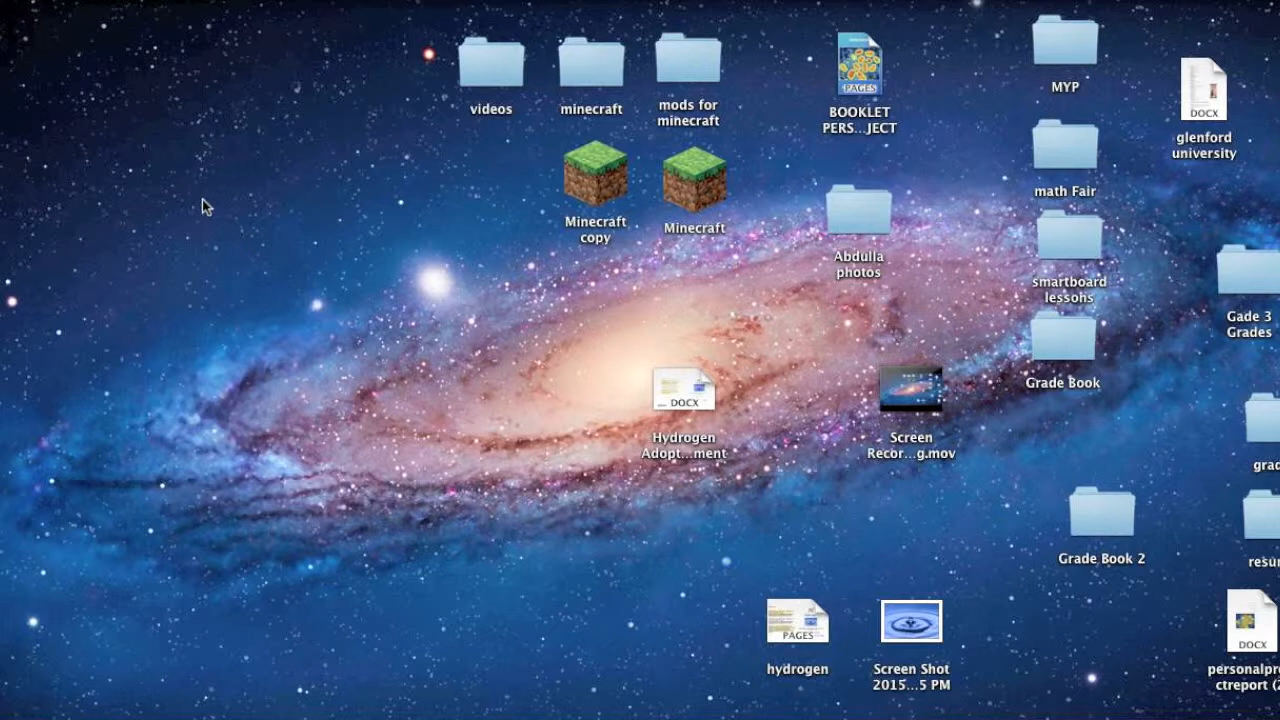 videos
minecraft
mods for
minecraft
PAGES
BOOKLET
PERS...JECT
MYP
DOCX
glenford
university
math Fair
Minecraft
copy
Minecraft
Abdulla
photos
smartboard
lessons
Gade 3
Grades
Grade Book
DOCX
Hydrogen
Adopt...ment
Screen
Recor...g.mov
grad
Grade Book 2
resu
PAGES
hydrogen
Screen Shot
2015...5 PM
DOCX
personalpro
ctreport (2